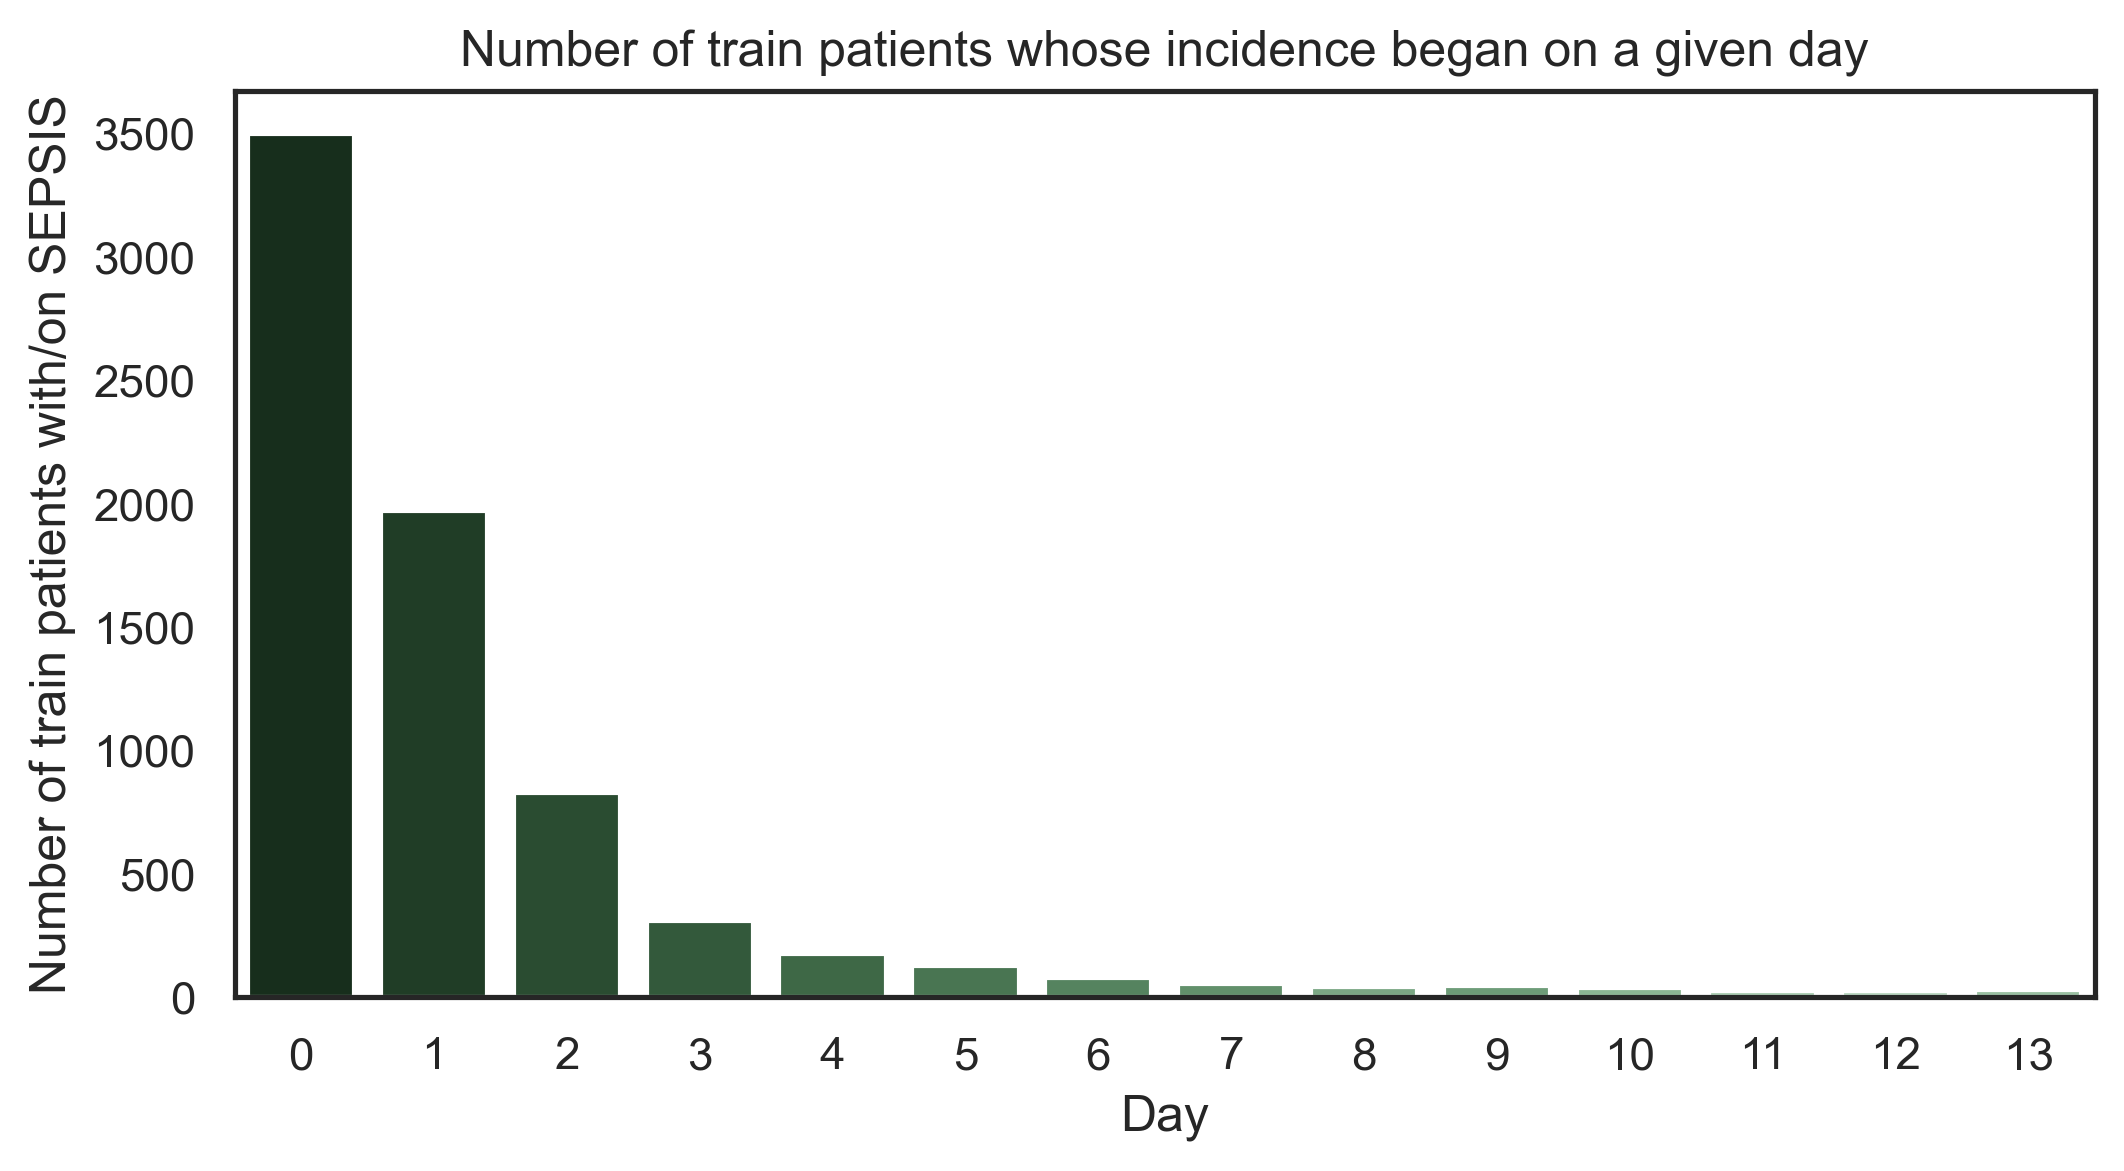 Number of train patients whose incidence began on a given day
Number of train patients with/on SEPSIS
3500
3000
2500
2000
1500
1000
500
0
0 1 2 3 4 5 6 7 8 9 10 11 12 13
Day